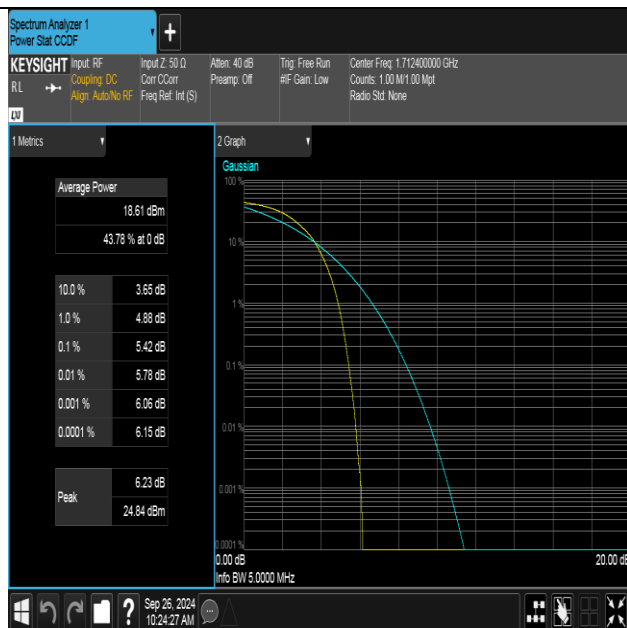 Spectrum Analyzer 1
Power Stat CCDF
+
KEYSIGHT
RL
LXI
Input: RF
Coupling: DC
Align: Auto/No RF
Input Z: 50 Ω
Corr CCorr
Freq Ref: Int (S)
Atten: 40 dB
Preamp: Off
Trig: Free Run
#IF Gain: Low
Center Freq: 1.712400000 GHz
Counts: 1.00 M/1.00 Mpt
Radio Std: None
1 Metrics
Average Power
18.61 dBm
43.78 % at 0 dB
10.0 % 3.65 dB
1.0 % 4.88 dB
0.1 % 5.42 dB
0.01 % 5.78 dB
0.001 % 6.06 dB
0.0001 % 6.15 dB
Peak
6.23 dB
24.84 dBm
2 Graph
Gaussian
100 %
10 %
1 %
0.1 %
0.01 %
0.001 %
0.0001 %
0.00 dB
20.00 dB
Info BW 5.0000 MHz
?
Sep 26, 2024
10:24:27 AM